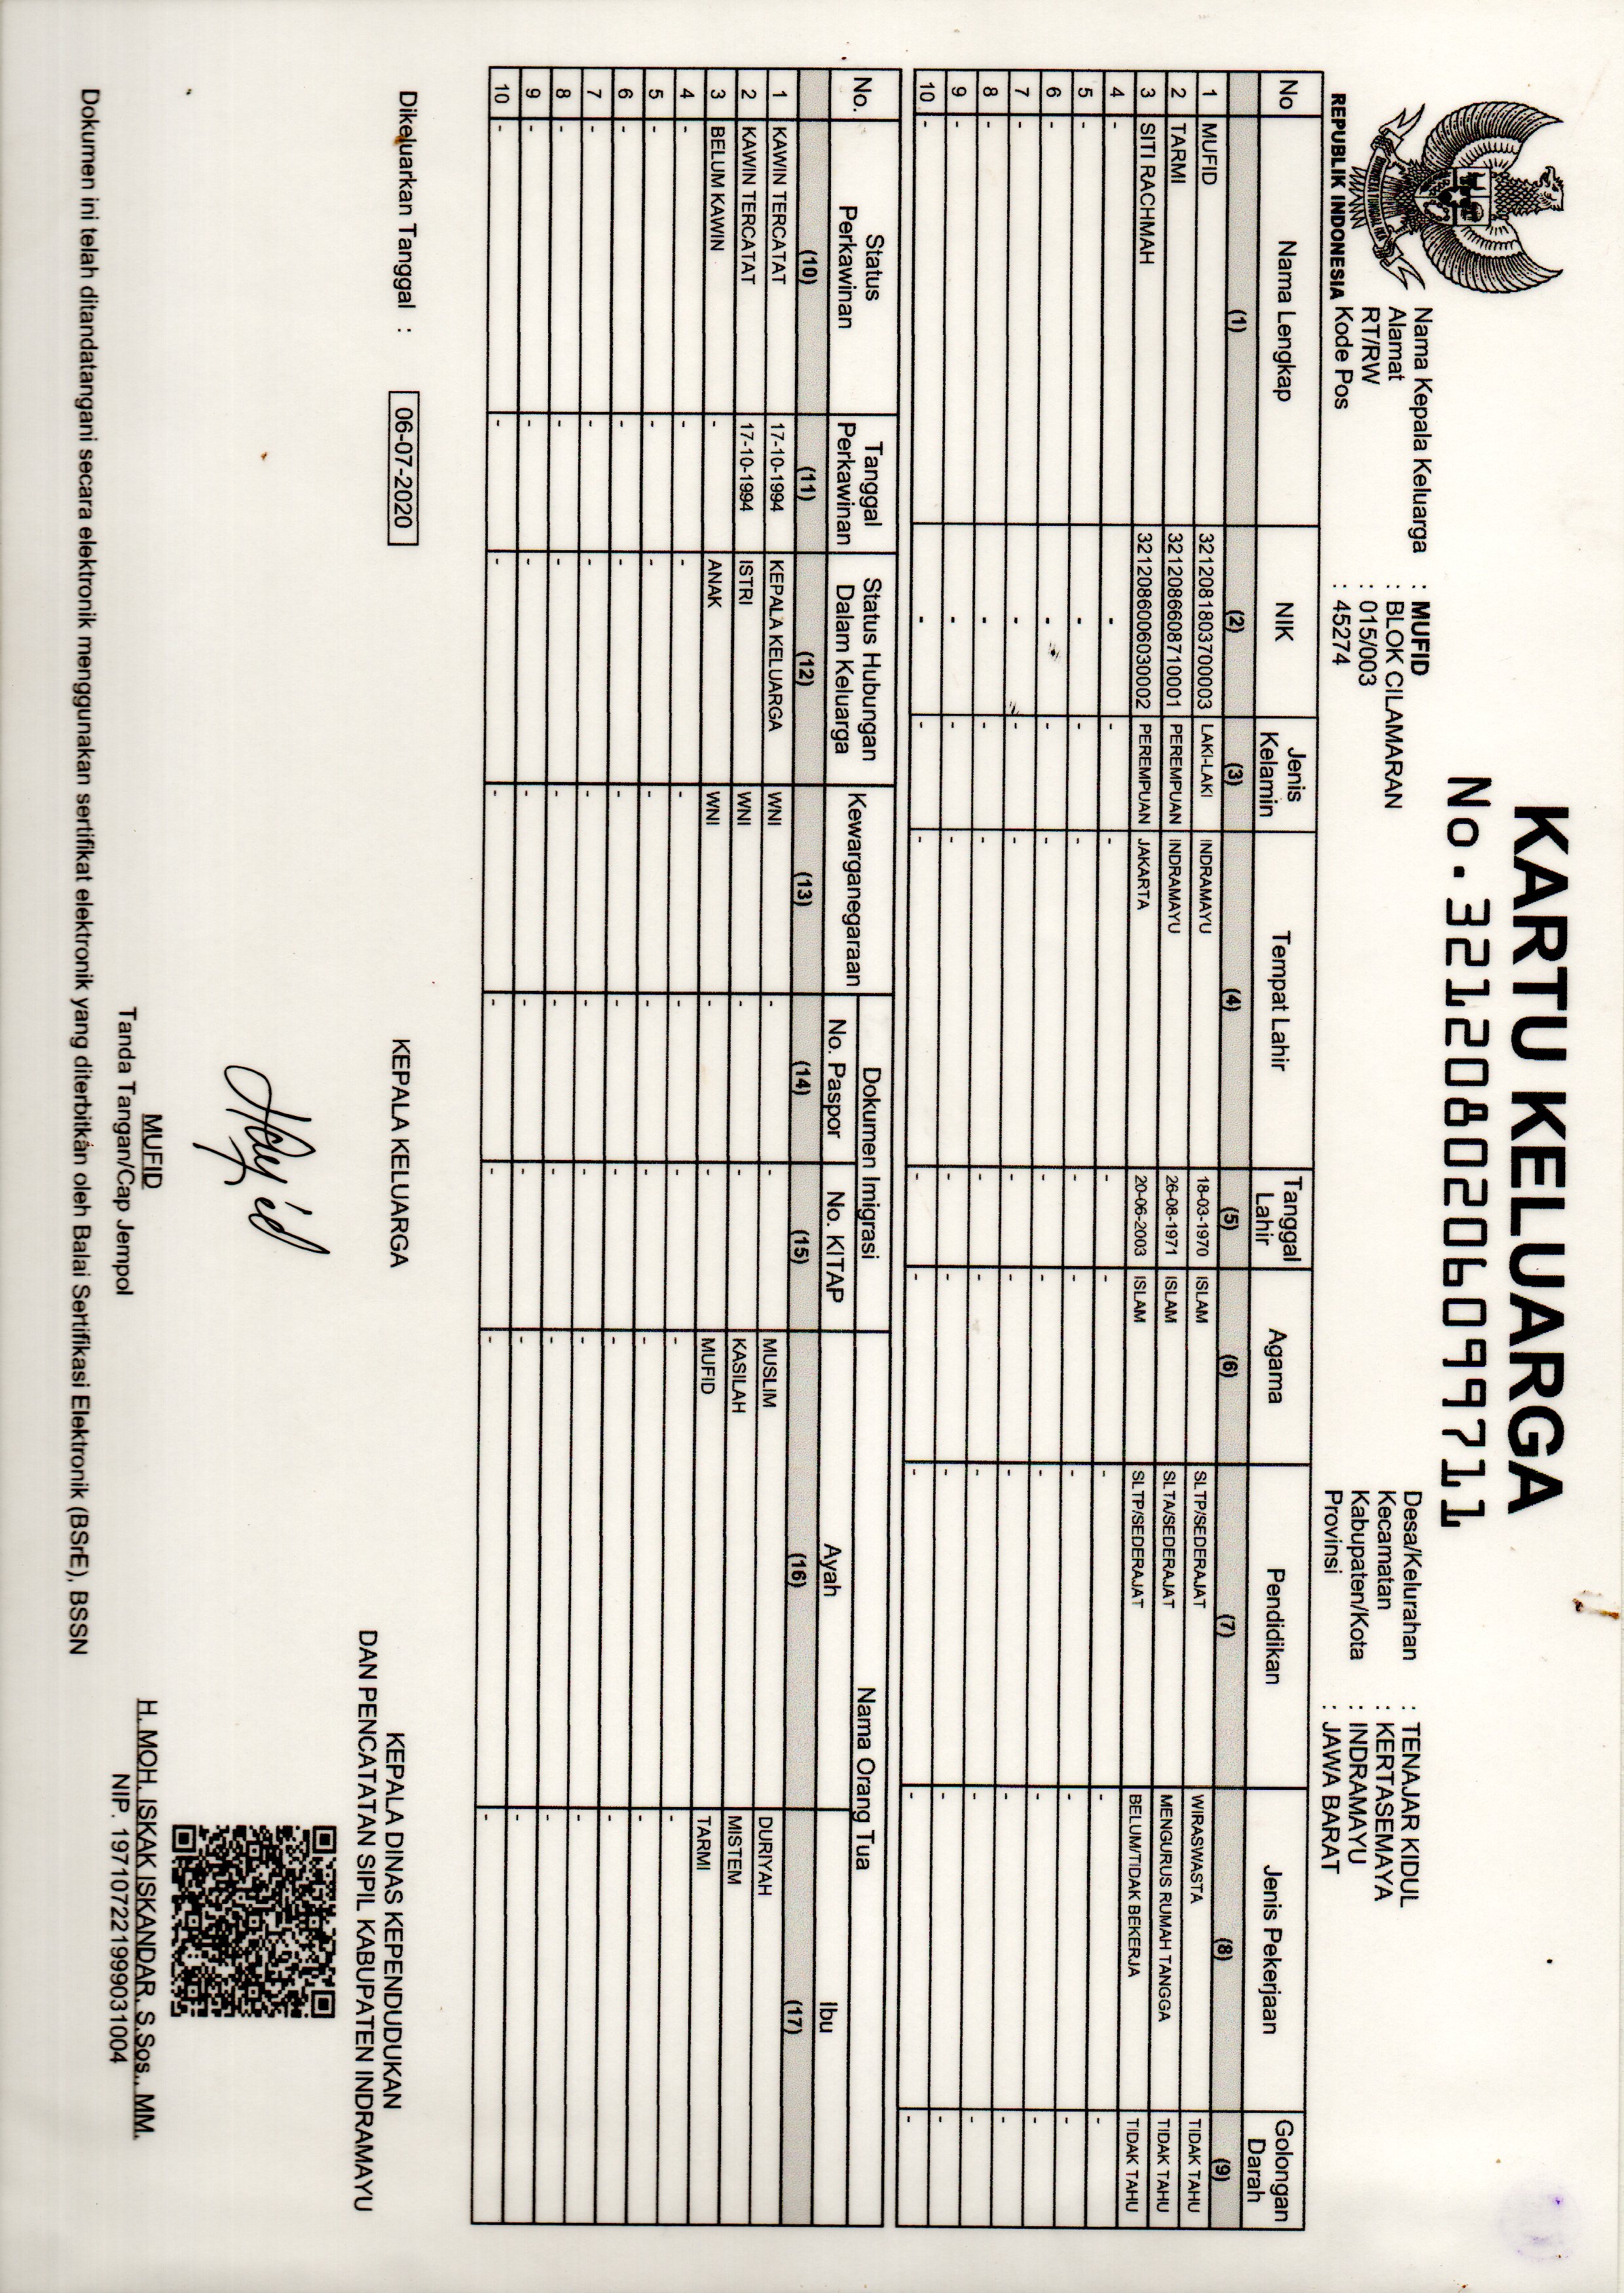 KARTU KELUARGA
No. 3212080206099711
REPUBLIK INDONESIA
Nama Kepala Keluarga : MUFID
Alamat : BLOK CILAMARAN
RT/RW : 015/003
Kode Pos : 45274
Desa/Kelurahan : TENAJAR KIDUL
Kecamatan : KERTASEMAYA
Kabupaten/Kota : INDRAMAYU
Provinsi : JAWA BARAT
No Nama Lengkap NIK Jenis Kelamin Tempat Lahir Tanggal Lahir Agama Pendidikan Jenis Pekerjaan Golongan Darah
(1) (2) (3) (4) (5) (6) (7) (8) (9)
1 MUFID 3212081803700003 LAKI-LAKI INDRAMAYU 18-03-1970 ISLAM SLTP/SEDERAJAT WIRASWASTA TIDAK TAHU
2 TARMI 3212086608710001 PEREMPUAN INDRAMAYU 26-08-1971 ISLAM SLTA/SEDERAJAT MENGURUS RUMAH TANGGA TIDAK TAHU
3 SITI RACHMAH 3212086006030002 PEREMPUAN JAKARTA 20-06-2003 ISLAM SLTP/SEDERAJAT BELUM/TIDAK BEKERJA TIDAK TAHU
4 - - - - - - - - -
5 - - - - - - - - -
6 - - - - - - - - -
7 - - - - - - - - -
8 - - - - - - - - -
9 - - - - - - - - -
10 - - - - - - - - -
No. Status Perkawinan Tanggal Perkawinan Status Hubungan Dalam Keluarga Kewarganegaraan Dokumen Imigrasi Nama Orang Tua
No. Paspor No. KITAP Ayah Ibu
(10) (11) (12) (13) (14) (15) (16) (17)
1 KAWIN TERCATAT 17-10-1994 KEPALA KELUARGA WNI - - MUSLIM DURIYAH
2 KAWIN TERCATAT 17-10-1994 ISTRI WNI - - KASILAH MISTEM
3 BELUM KAWIN - ANAK WNI - - MUFID TARMI
4 - - - - - - - -
5 - - - - - - - -
6 - - - - - - - -
7 - - - - - - - -
8 - - - - - - - -
9 - - - - - - - -
10 - - - - - - - -
Dikeluarkan Tanggal : 06-07-2020
KEPALA KELUARGA
MUFID
Tanda Tangan/Cap Jempol
KEPALA DINAS KEPENDUDUKAN
DAN PENCATATAN SIPIL KABUPATEN INDRAMAYU
H. MOH. ISKAK ISKANDAR, S.Sos., MM.
NIP. 197107221999031004
Dokumen ini telah ditandatangani secara elektronik menggunakan sertifikat elektronik yang diterbitkan oleh Balai Sertifikasi Elektronik (BSrE), BSSN